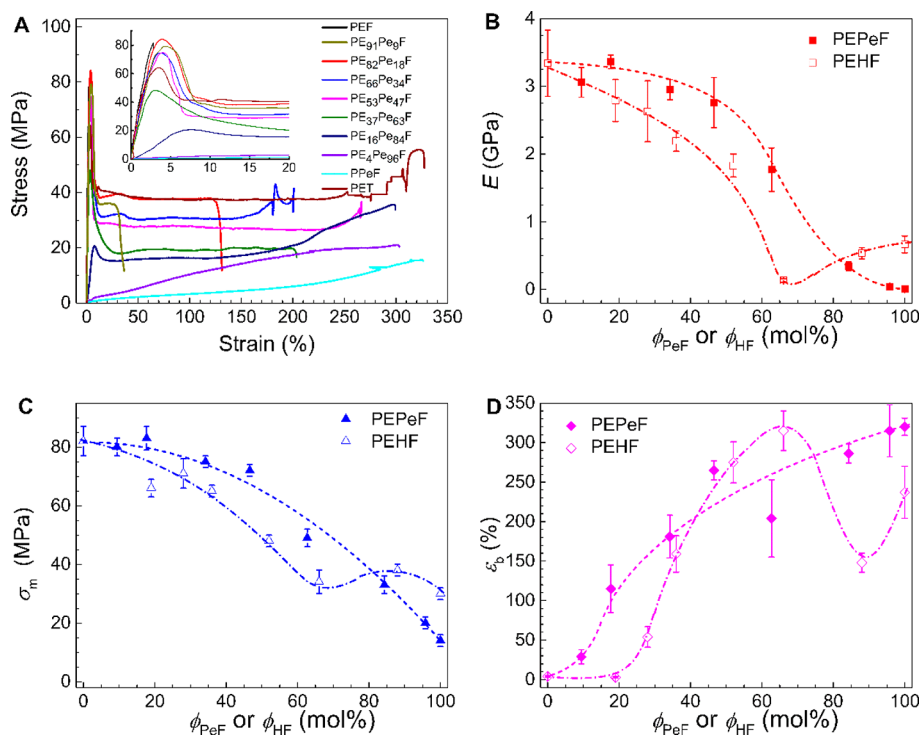 A
Stress (MPa)
100
80
60
40
20
0
80
60
40
20
0
0
5
10
15
20
PEF
PE91Pe9F
PE82Pe18F
PE66Pe34F
PE53Pe47F
PE37Pe63F
PE16Pe84F
PE4Pe96F
PPeF
PET
0 50 100 150 200 250 300 350
Strain (%)
B
E (GPa)
4
3
2
1
0
PEPeF
PEHF
0 20 40 60 80 100
ϕPeF or ϕHF (mol%)
C
σm (MPa)
80
60
40
20
0
PEPeF
PEHF
0 20 40 60 80 100
ϕPeF or ϕHF (mol%)
D
εb (%)
350
300
250
200
150
100
50
0
PEPeF
PEHF
0 20 40 60 80 100
ϕPeF or ϕHF (mol%)